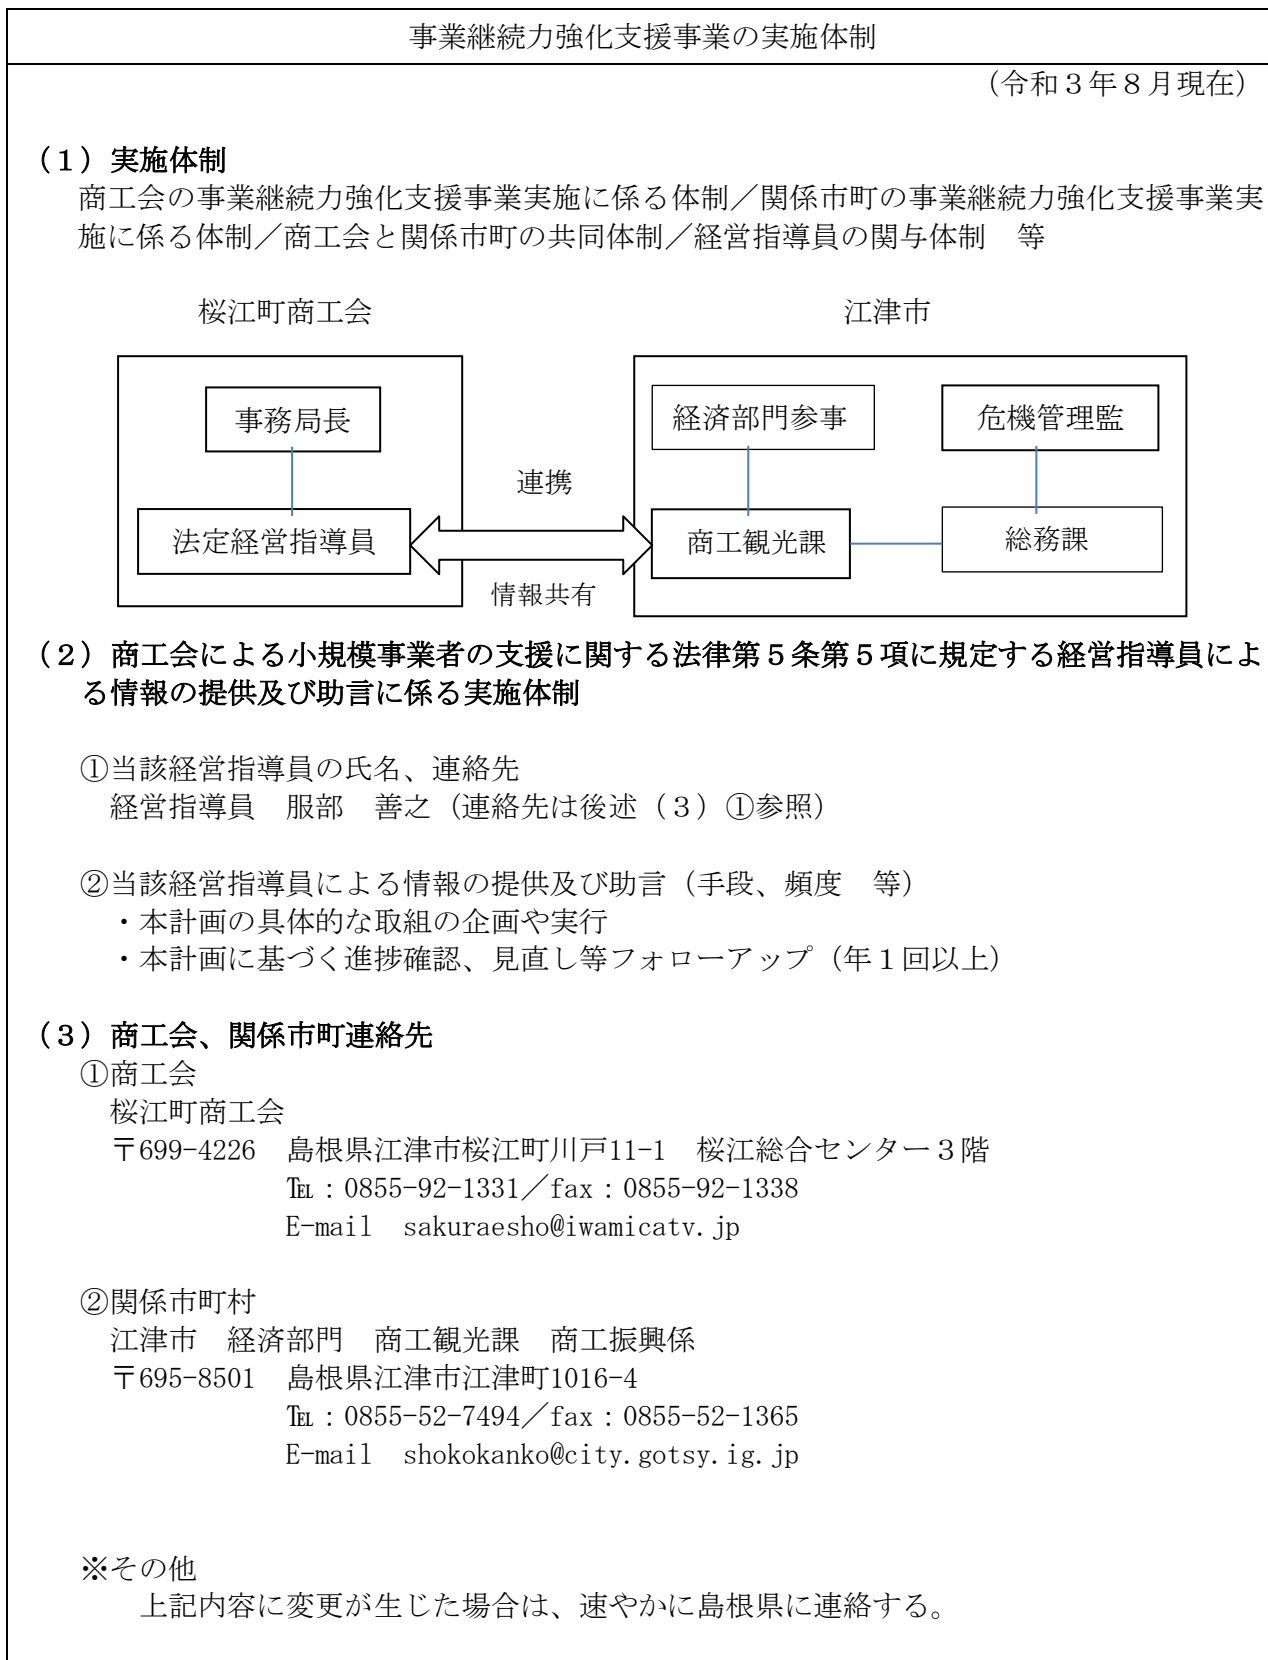 事業継続力強化支援事業の実施体制
(令和3年8月現在)
(1)実施体制
商工会の事業継続力強化支援事業実施に係る体制/関係市町の事業継続力強化支援事業実
施に係る体制/商工会と関係市町の共同体制/経営指導員の関与体制　等
桜江町商工会　江津市
事務局長　経済部門参事　危機管理監
連携
法定経営指導員　商工観光課　総務課
情報共有
(2)商工会による小規模事業者の支援に関する法律第5条第5項に規定する経営指導員によ
る情報の提供及び助言に係る実施体制
①当該経営指導員の氏名、連絡先
経営指導員　服部　善之(連絡先は後述(3)①参照)
②当該経営指導員による情報の提供及び助言(手段、頻度　等)
・本計画の具体的な取組の企画や実行
・本計画に基づく進捗確認、見直し等フォローアップ(年1回以上)
(3)商工会、関係市町連絡先
①商工会
桜江町商工会
〒699-4226　島根県江津市桜江町川戸11-1　桜江総合センター3階
℡:0855-92-1331/fax:0855-92-1338
E-mail　sakuraesho@iwamicatv.jp
②関係市町村
江津市　経済部門　商工観光課　商工振興係
〒695-8501　島根県江津市江津町1016-4
℡:0855-52-7494/fax:0855-52-1365
E-mail　shokokanko@city.gotsy.ig.jp
※その他
上記内容に変更が生じた場合は、速やかに島根県に連絡する。